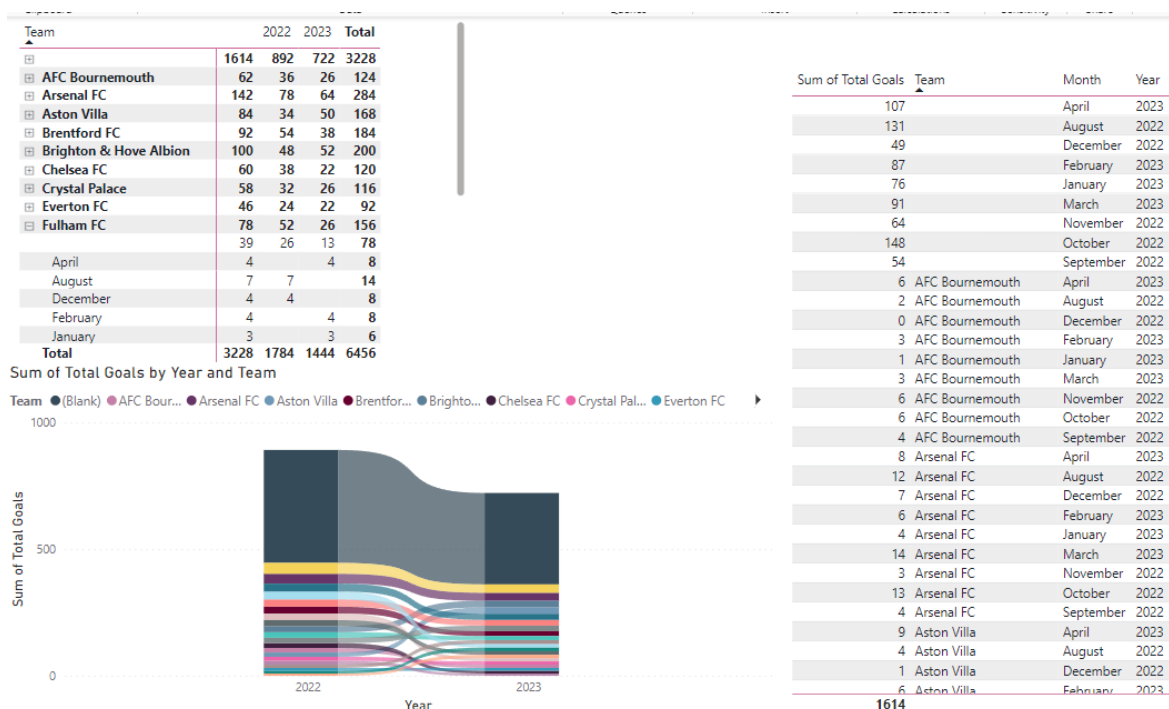 Team 2022 2023 Total
1614 892 722 3228
AFC Bournemouth 62 36 26 124
Arsenal FC 142 78 64 284
Aston Villa 84 34 50 168
Brentford FC 92 54 38 184
Brighton & Hove Albion 100 48 52 200
Chelsea FC 60 38 22 120
Crystal Palace 58 32 26 116
Everton FC 46 24 22 92
Fulham FC 78 52 26 156
39 26 13 78
April 4 4 8
August 7 7 14
December 4 4 8
February 4 4 8
January 3 3 6
Total 3228 1784 1444 6456
Sum of Total Goals by Year and Team
Team (Blank) AFC Bour... Arsenal FC Aston Villa Brentfor... Brighto... Chelsea FC Crystal Pal... Everton FC
1000
500
0
Sum of Total Goals
2022 2023
Year
Sum of Total Goals Team Month Year
107 April 2023
131 August 2022
49 December 2022
87 February 2023
76 January 2023
91 March 2023
64 November 2022
148 October 2022
54 September 2022
6 AFC Bournemouth April 2023
2 AFC Bournemouth August 2022
0 AFC Bournemouth December 2022
3 AFC Bournemouth February 2023
1 AFC Bournemouth January 2023
3 AFC Bournemouth March 2023
6 AFC Bournemouth November 2022
6 AFC Bournemouth October 2022
4 AFC Bournemouth September 2022
8 Arsenal FC April 2023
12 Arsenal FC August 2022
7 Arsenal FC December 2022
6 Arsenal FC February 2023
4 Arsenal FC January 2023
14 Arsenal FC March 2023
3 Arsenal FC November 2022
13 Arsenal FC October 2022
4 Arsenal FC September 2022
9 Aston Villa April 2023
4 Aston Villa August 2022
1 Aston Villa December 2022
6 Aston Villa February 2023
1614